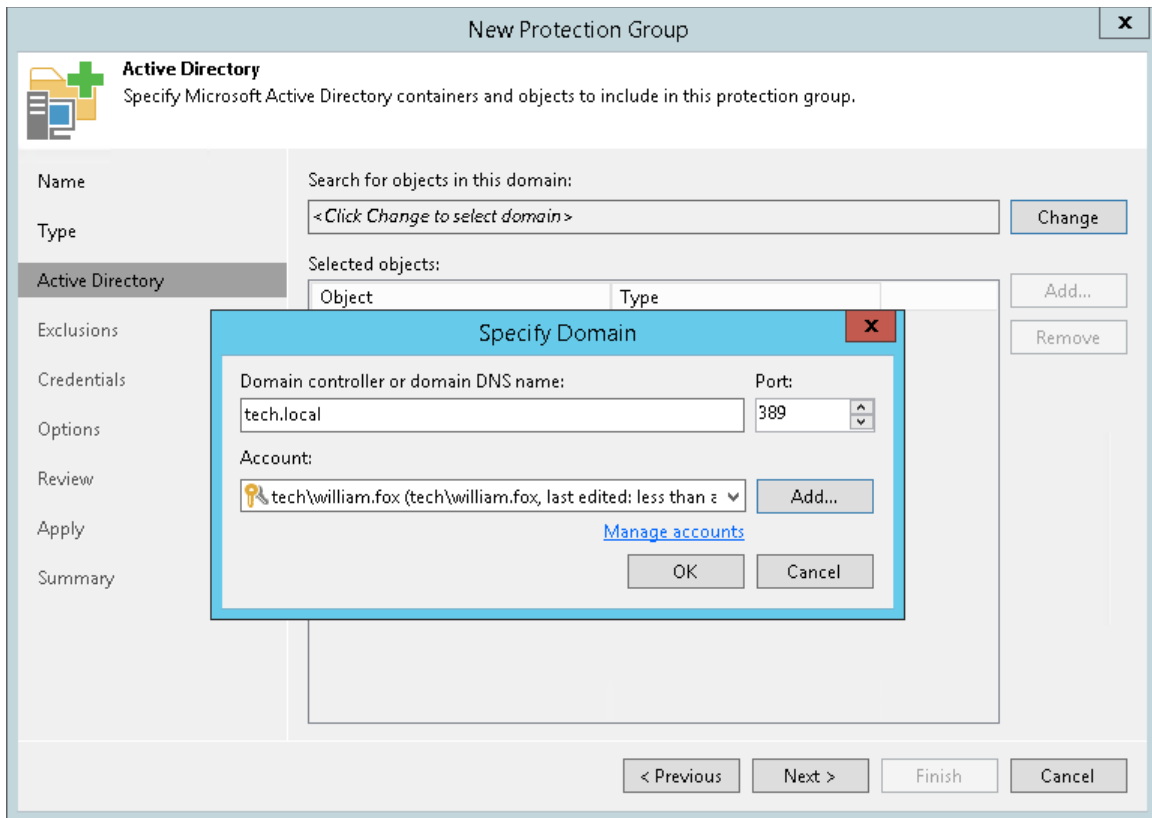 New Protection Group
x
Active Directory
Specify Microsoft Active Directory containers and objects to include in this protection group.
Name
Type
Active Directory
Exclusions
Credentials
Options
Review
Apply
Summary
Search for objects in this domain:
<Click Change to select domain>
Change
Selected objects:
Object Type
Add...
Remove
Specify Domain
x
Domain controller or domain DNS name: Port:
tech.local 389
Account:
tech\william.fox (tech\william.fox, last edited: less than a Add...
Manage accounts
OK Cancel
< Previous Next > Finish Cancel